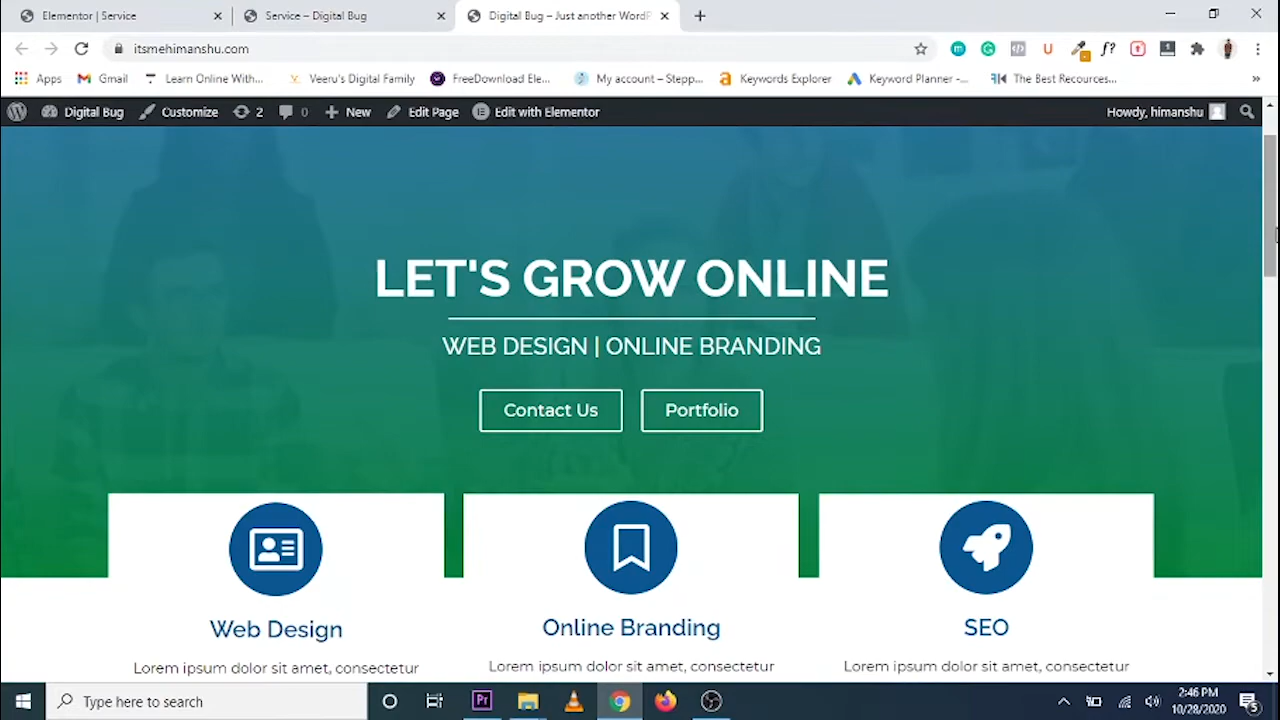 Elementor | Service
Service – Digital Bug
Digital Bug – Just another WordP
itsmehimanshu.com
Apps
Gmail
Learn Online With...
Veeru's Digital Family
FreeDownload Ele...
My account – Stepp...
Keywords Explorer
Keyword Planner -...
The Best Recources...
Digital Bug
Customize
2
0
New
Edit Page
Edit with Elementor
Howdy, himanshu
LET'S GROW ONLINE
WEB DESIGN | ONLINE BRANDING
Contact Us
Portfolio
Web Design
Online Branding
SEO
Lorem ipsum dolor sit amet, consectetur
Lorem ipsum dolor sit amet, consectetur
Lorem ipsum dolor sit amet, consectetur
Type here to search
Pr
2:46 PM
10/28/2020
5